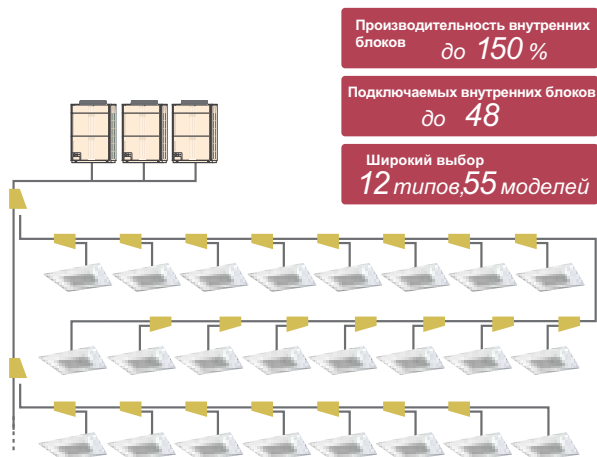 Производительность внутренних
блоков до 150 %
Подключаемых внутренних блоков
до 48
Широкий выбор
12 типов,55 моделей